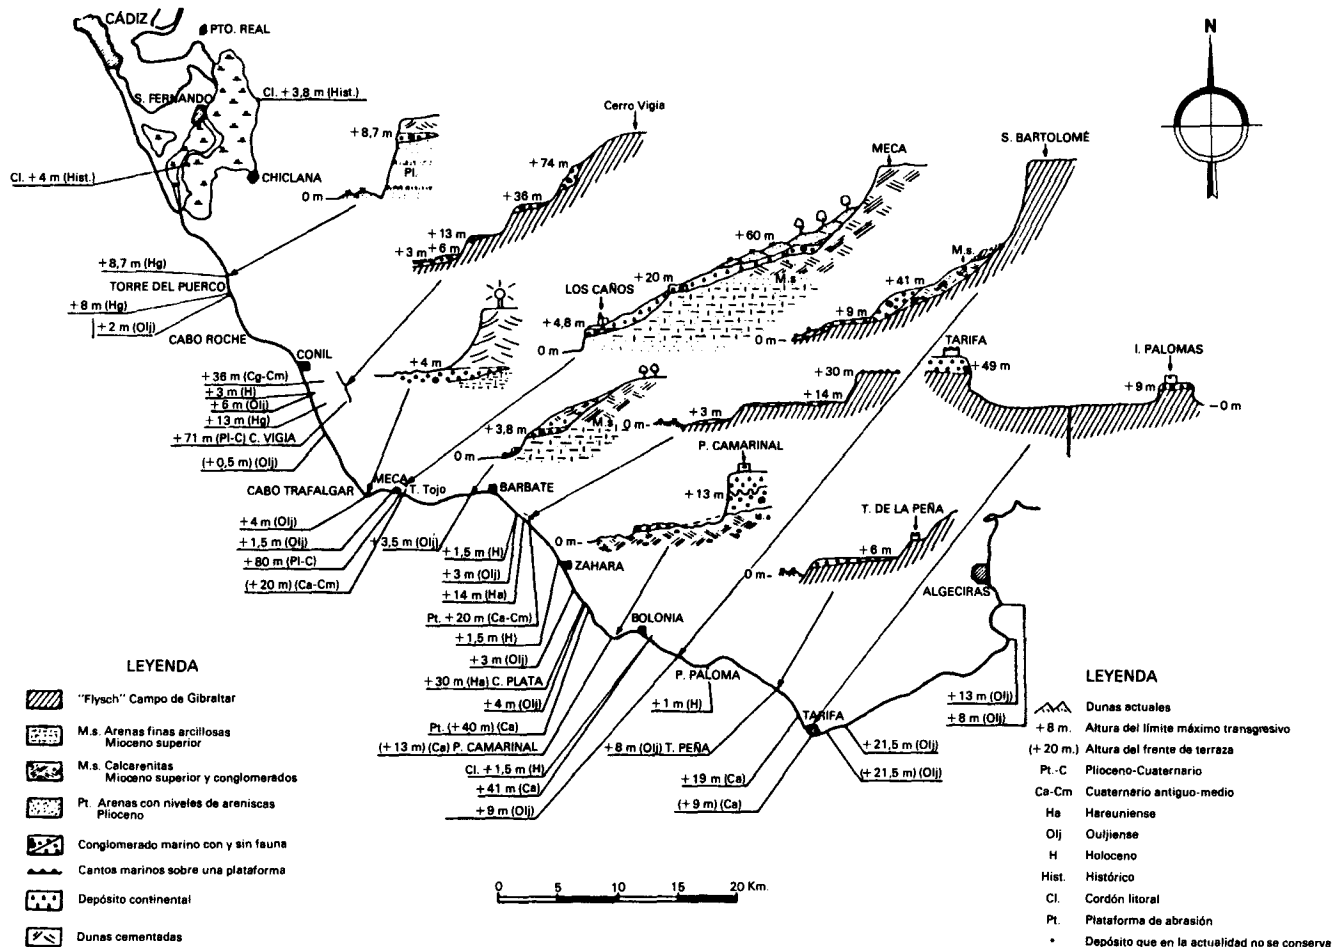 CÁDIZ
PTO. REAL
S. FERNANDO
Cl. + 3,8 m (Hist.)
Cl. + 4 m (Hist.)
CHICLANA
+8,7 m
Pl.
0 m
Cerro Vigia
+74 m
+36 m
+13 m
+3 m
+6 m
MECA
+60 m
+20 m
M.s
LOS CAÑOS
+4,8 m
0 m
S. BARTOLOMÉ
M.s.
+41 m
+9 m
0 m
N
+8,7 m (Hg)
TORRE DEL PUERCO
+8 m (Hg)
+2 m (Olj)
CABO ROCHE
CONIL
+36 m (Cg-Cm)
+3 m (H)
+6 m (Olj)
+13 m (Hg)
+71 m (Pl-C) C. VIGIA
(+0,5 m) (Olj)
+4 m
0 m
+3,8 m
M.s
0 m
+30 m
+14 m
+3 m
0 m
TARIFA
+49 m
I. PALOMAS
+9 m
0 m
P. CAMARINAL
+13 m
0 m
T. DE LA PEÑA
+6 m
0 m
CABO TRAFALGAR
MECA
T. Tojo
BARBATE
+4 m (Olj)
+1,5 m (Olj)
+80 m (Pl-C)
(+20 m) (Ca-Cm)
+3,5 m (Olj)
+1,5 m (H)
+3 m (Olj)
+14 m (Ha)
Pt. +20 m (Ca-Cm)
+1,5 m (H)
+3 m (Olj)
+30 m (Ha) C. PLATA
+4 m (Olj)
Pt. (+40 m) (Ca)
(+13 m) (Ca) P. CAMARINAL
Cl. +1,5 m (H)
+41 m (Ca)
+9 m (Olj)
ZAHARA
BOLONIA
P. PALOMA
+1 m (H)
+8 m (Olj) T. PEÑA
+19 m (Ca)
(+9 m) (Ca)
TARIFA
+21,5 m (Olj)
(+21,5 m) (Olj)
ALGECIRAS
+13 m (Olj)
+8 m (Olj)
LEYENDA
"Flysch" Campo de Gibraltar
M.s. Arenas finas arcillosas
Mioceno superior
M.s. Calcarenitas
Mioceno superior y conglomerados
Pt. Arenas con niveles de areniscas
Plioceno
Conglomerado marino con y sin fauna
Cantos marinos sobre una plataforma
Depósito continental
Dunas cementadas
0 5 10 15 20 Km.
LEYENDA
Dunas actuales
+8 m. Altura del límite máximo transgresivo
(+20 m.) Altura del frente de terraza
Pt.-C Plioceno-Cuaternario
Ca-Cm Cuaternario antiguo-medio
Ha Hareuniense
Olj Ouljiense
H Holoceno
Hist. Histórico
Cl. Cordón litoral
Pt. Plataforma de abrasión
• Depósito que en la actualidad no se conserve